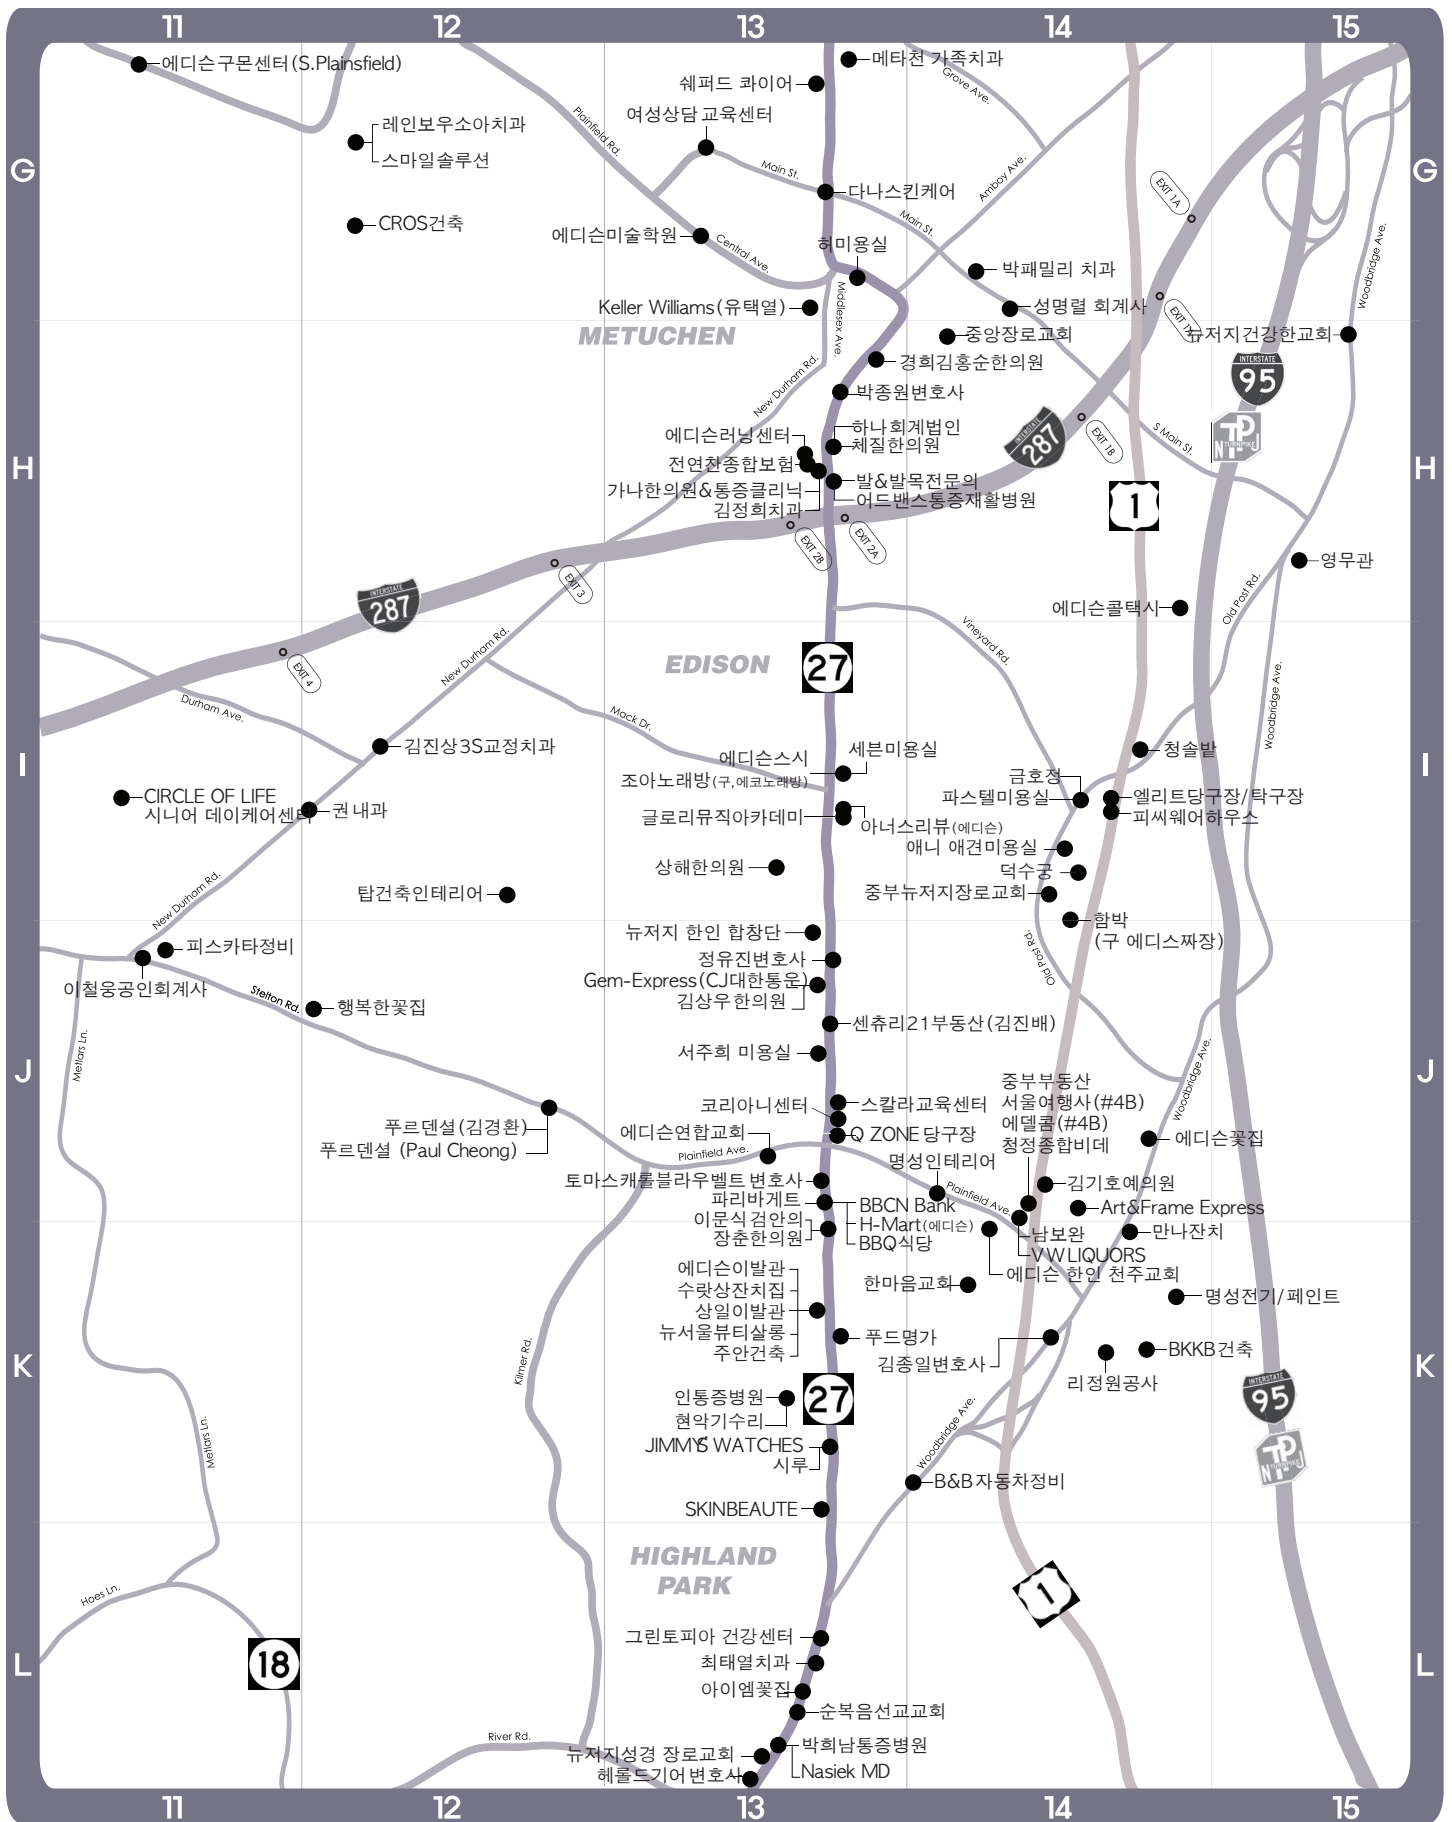 11
12
13
14
15
에디슨구몬센터(S.Plainsfield)
메타천 가족치과
쉐퍼드 콰이어
Grove Ave.
여성상담 교육센터
Plainfield Rd.
레인보우소아치과
스마일솔루션
G
G
Main St.
Amboy Ave.
EXIT 1A
다나스킨케어
CROS건축
에디슨미술학원
Main St.
Central Ave.
허미용실
Woodbridge Ave.
박패밀리 치과
Keller Williams(유택열)
Middlesex Ave.
성명렬 회계사
METUCHEN
중앙장로교회
뉴저지건강한교회
경희김홍순한의원
New Durham Rd.
INTERSTATE
95
박종원변호사
에디슨러닝센터
하나회계법인
체질한의원
INTERSTATE
287
EXIT 1B
S Main St.
NTP
TURNPIKE
J
H
H
전연찬종합보험
발&발목전문의
가나한의원&통증클리닉
어드밴스통증재활병원
김정희치과
1
EXIT 2B
EXIT 2A
영무관
EXIT 3
INTERSTATE
287
에디슨콜택시
Old Post Rd.
Vineyard Rd.
New Durham Rd.
EXIT 4
EDISON
27
Durham Ave.
Mack Dr.
Woodbridge Ave.
김진상3S교정치과
에디슨스시
세븐미용실
청솔밭
I
I
조아노래방(구,에코노래방)
금호정
CIRCLE OF LIFE
시니어 데이케어센터
권내과
파스텔미용실
엘리트당구장/탁구장
글로리뮤직아카데미
피씨웨어하우스
아너스리뷰(에디슨)
애니 애견미용실
상해한의원
덕수궁
탑건축인테리어
중부뉴저지장로교회
New Durham Rd.
함박
(구 에디스짜장)
뉴저지 한인 합창단
피스카타정비
정유진변호사
Old Post Rd.
이철웅공인회계사
Gem-Express(CJ대한통운)
김상우한의원
Stelton Rd.
행복한꽃집
센츄리21부동산(김진배)
Metlars Ln.
서주희 미용실
J
J
Woodbridge Ave.
중부부동산
서울여행사(#4B)
에델콤(#4B)
청정종합비데
코리아니센터
스칼라교육센터
푸르덴셜(김경환)
푸르덴셜 (Paul Cheong)
에디슨연합교회
Q ZONE당구장
에디슨꽃집
Plainfield Ave.
명성인테리어
토마스캐롤블라우벨트변호사
Plainfield Ave.
김기호예의원
파리바게트
BBCN Bank
Art&Frame Express
이문식검안의
H-Mart(에디슨)
장춘한의원
BBQ식당
남보완
만나잔치
VW LIQUORS
에디슨 한인 천주교회
에디슨이발관
한마음교회
수랏상잔치집
명성전기/페인트
상일이발관
뉴서울뷰티살롱
푸드명가
주안건축
김종일변호사
BKKB건축
K
K
Kilmer Rd.
리정원공사
인통증병원
27
INTERSTATE
95
현악기수리
Metlars Ln.
JIMMY'S WATCHES
시루
Woodbridge Ave.
NTP
TURNPIKE
J
B&B자동차정비
SKINBEAUTE
HIGHLAND
PARK
Hoes Ln.
1
그린토피아 건강센터
18
최태열치과
L
L
아이엠꽃집
순복음선교교회
River Rd.
박희남통증병원
뉴저지성경 장로교회
헤롤드기어변호사
Nasiek MD
11
12
13
14
15